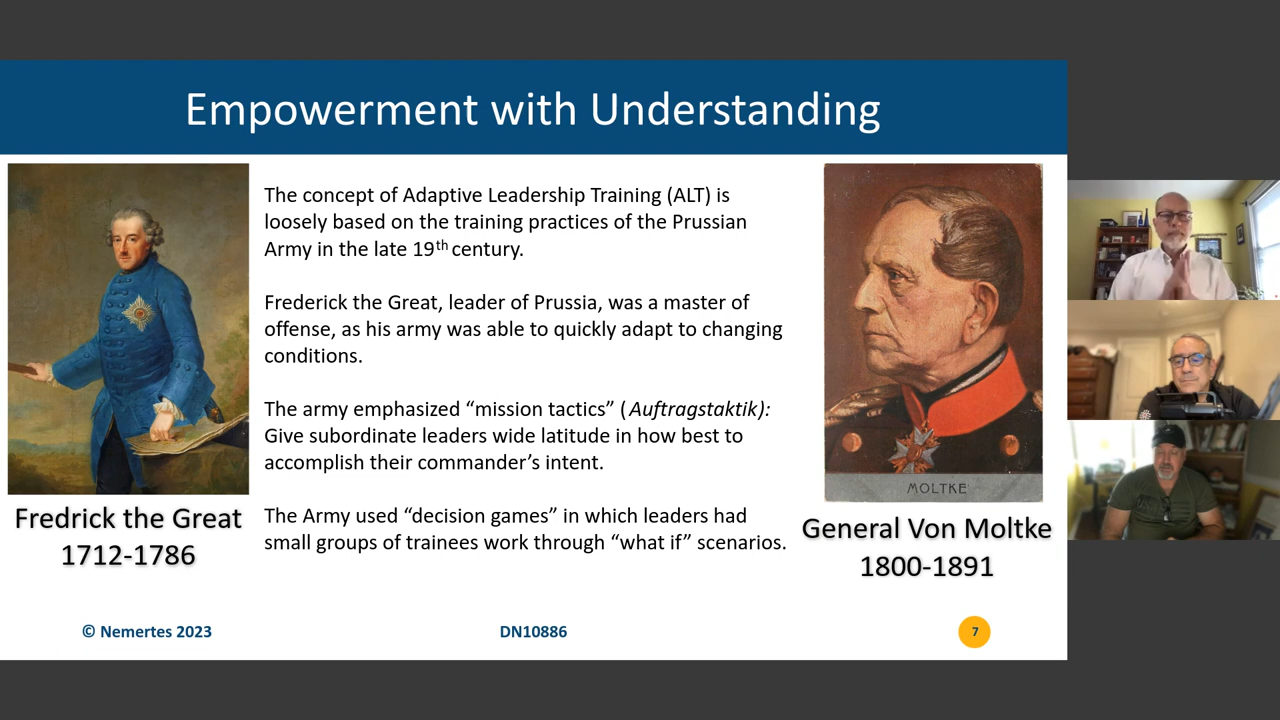 Empowerment with Understanding
The concept of Adaptive Leadership Training (ALT) is
loosely based on the training practices of the Prussian
Army in the late 19th century.
Frederick the Great, leader of Prussia, was a master of
offense, as his army was able to quickly adapt to changing
conditions.
The army emphasized “mission tactics” (Auftragstaktik):
Give subordinate leaders wide latitude in how best to
accomplish their commander’s intent.
The Army used “decision games” in which leaders had
small groups of trainees work through “what if” scenarios.
Fredrick the Great
1712-1786
MOLTKE
General Von Moltke
1800-1891
© Nemertes 2023
DN10886
7